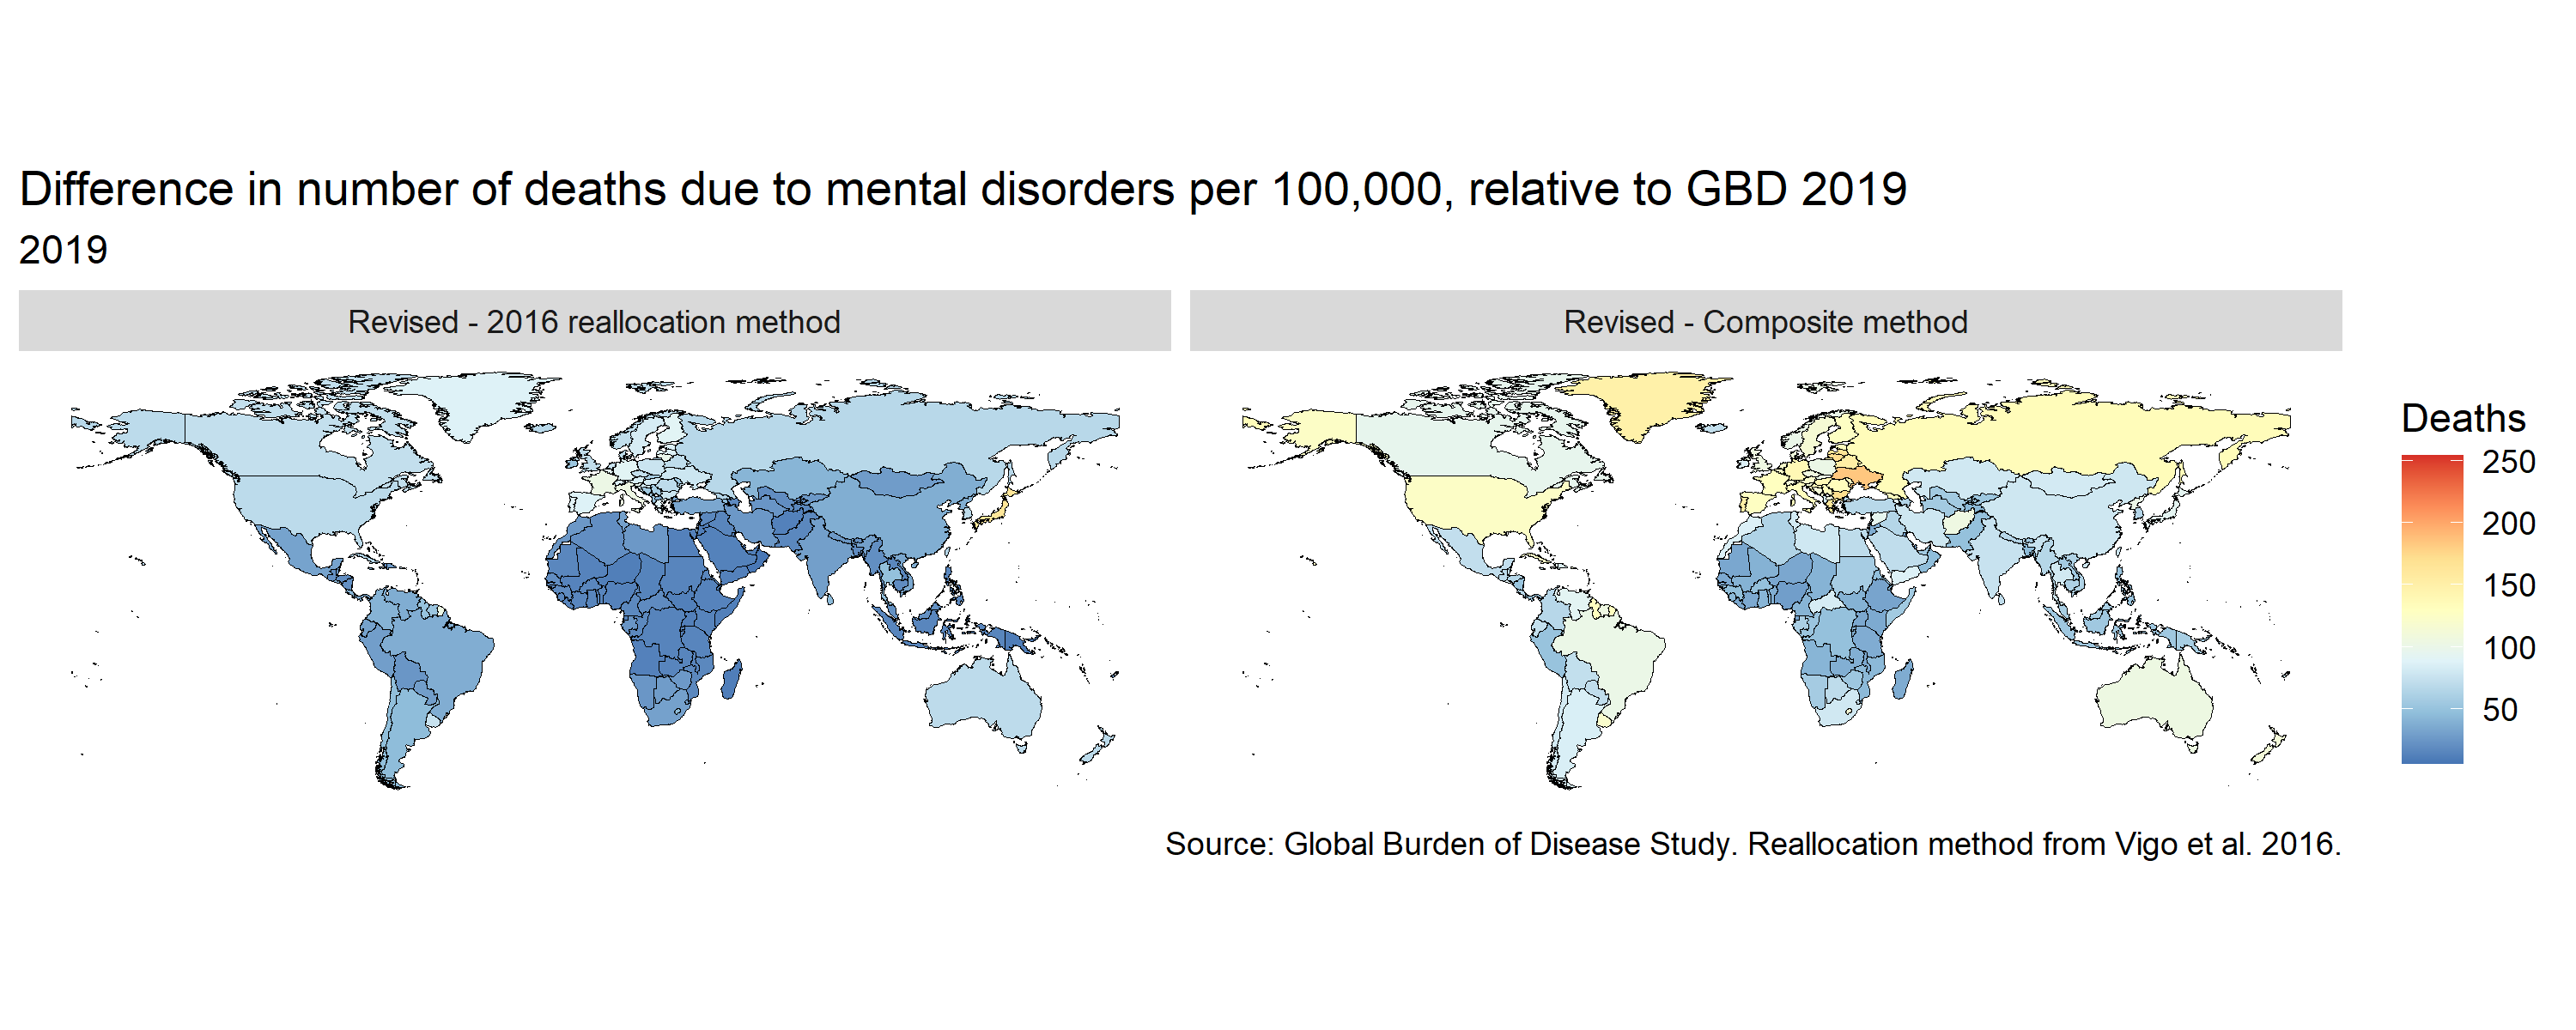 Difference in number of deaths due to mental disorders per 100,000, relative to GBD 2019
2019
Revised - 2016 reallocation method
Revised - Composite method
Deaths
250
200
150
100
50
Source: Global Burden of Disease Study. Reallocation method from Vigo et al. 2016.